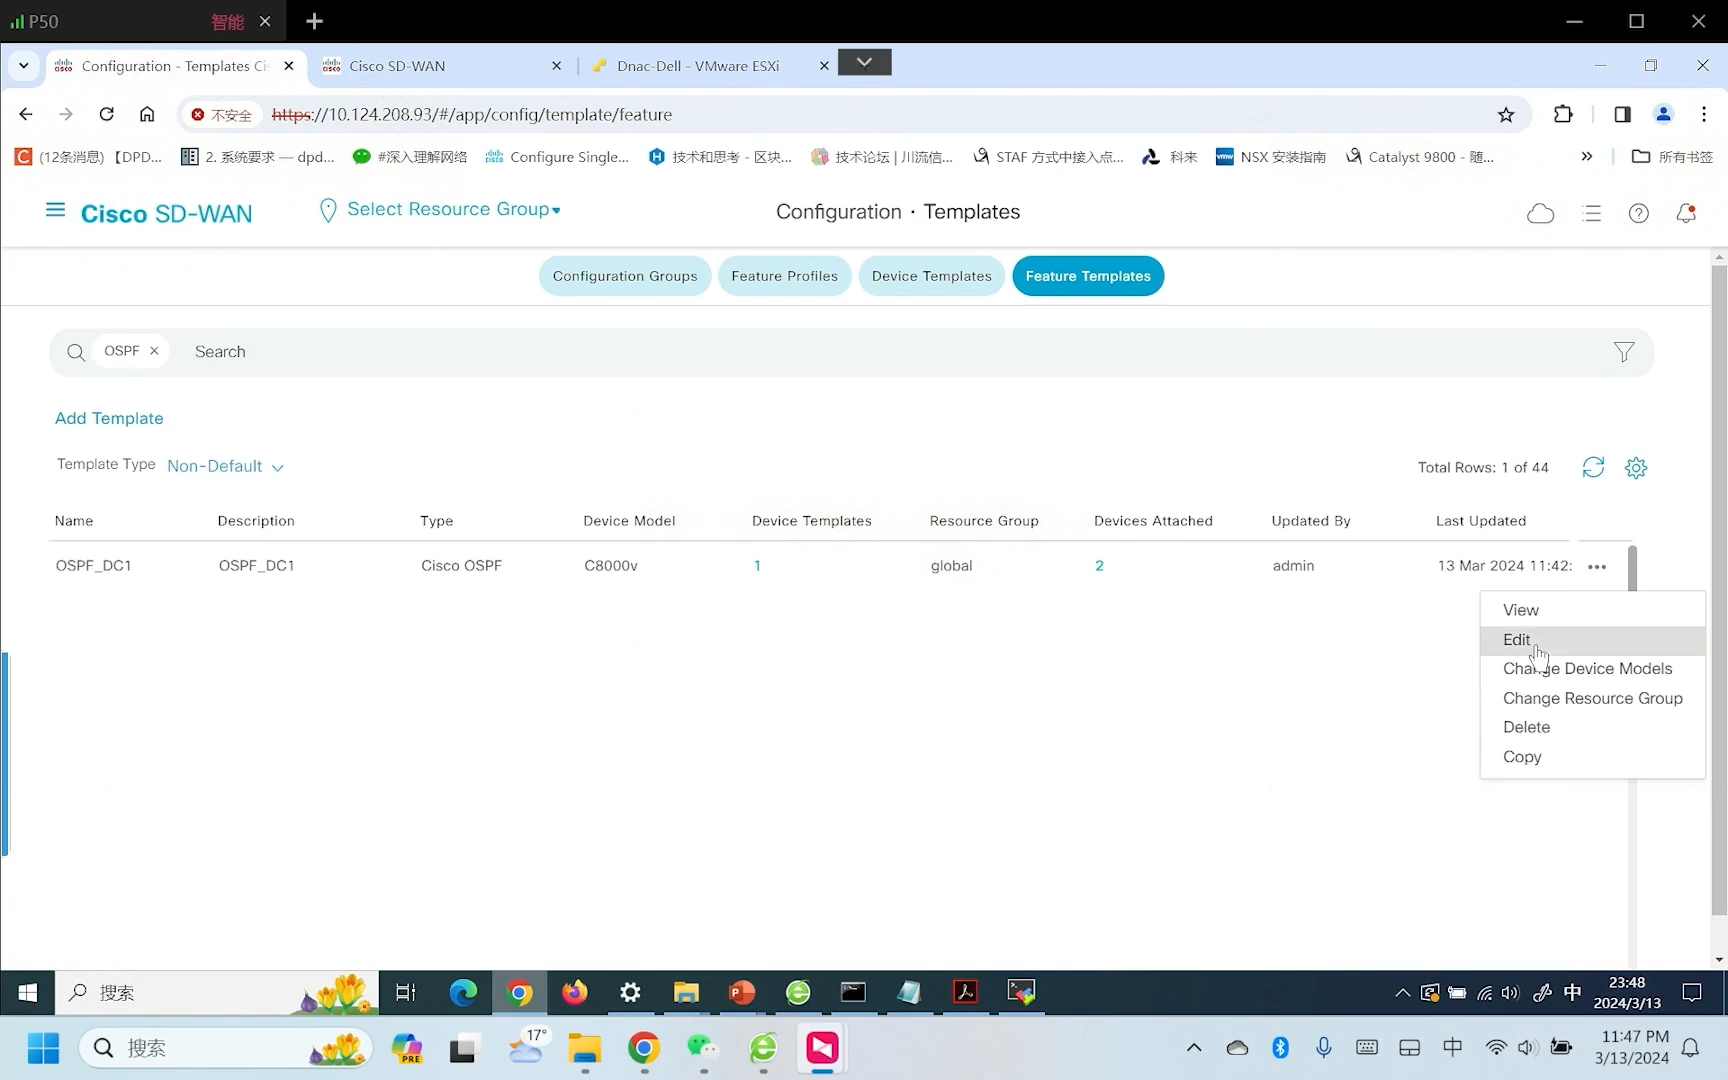 P50 智能
Configuration - Templates Ci
Cisco SD-WAN
Dnac-Dell - VMware ESXi
不安全 https://10.124.208.93/#/app/config/template/feature
(12条消息) 【DPD...
2. 系统要求 — dpd...
#深入理解网络
Configure Single...
技术和思考 - 区块...
技术论坛 | 川流信...
STAF 方式中接入点...
科来
NSX 安装指南
Catalyst 9800 - 随...
»
所有书签
Cisco SD-WAN
Select Resource Group
Configuration · Templates
Configuration Groups
Feature Profiles
Device Templates
Feature Templates
OSPF
Search
Add Template
Template Type Non-Default
Total Rows: 1 of 44
Name Description Type Device Model Device Templates Resource Group Devices Attached Updated By Last Updated
OSPF_DC1 OSPF_DC1 Cisco OSPF C8000v 1 global 2 admin 13 Mar 2024 11:42:
View
Edit
Change Device Models
Change Resource Group
Delete
Copy
搜索
中
23:48
2024/3/13
搜索
PRE
17°
中
11:47 PM
3/13/2024